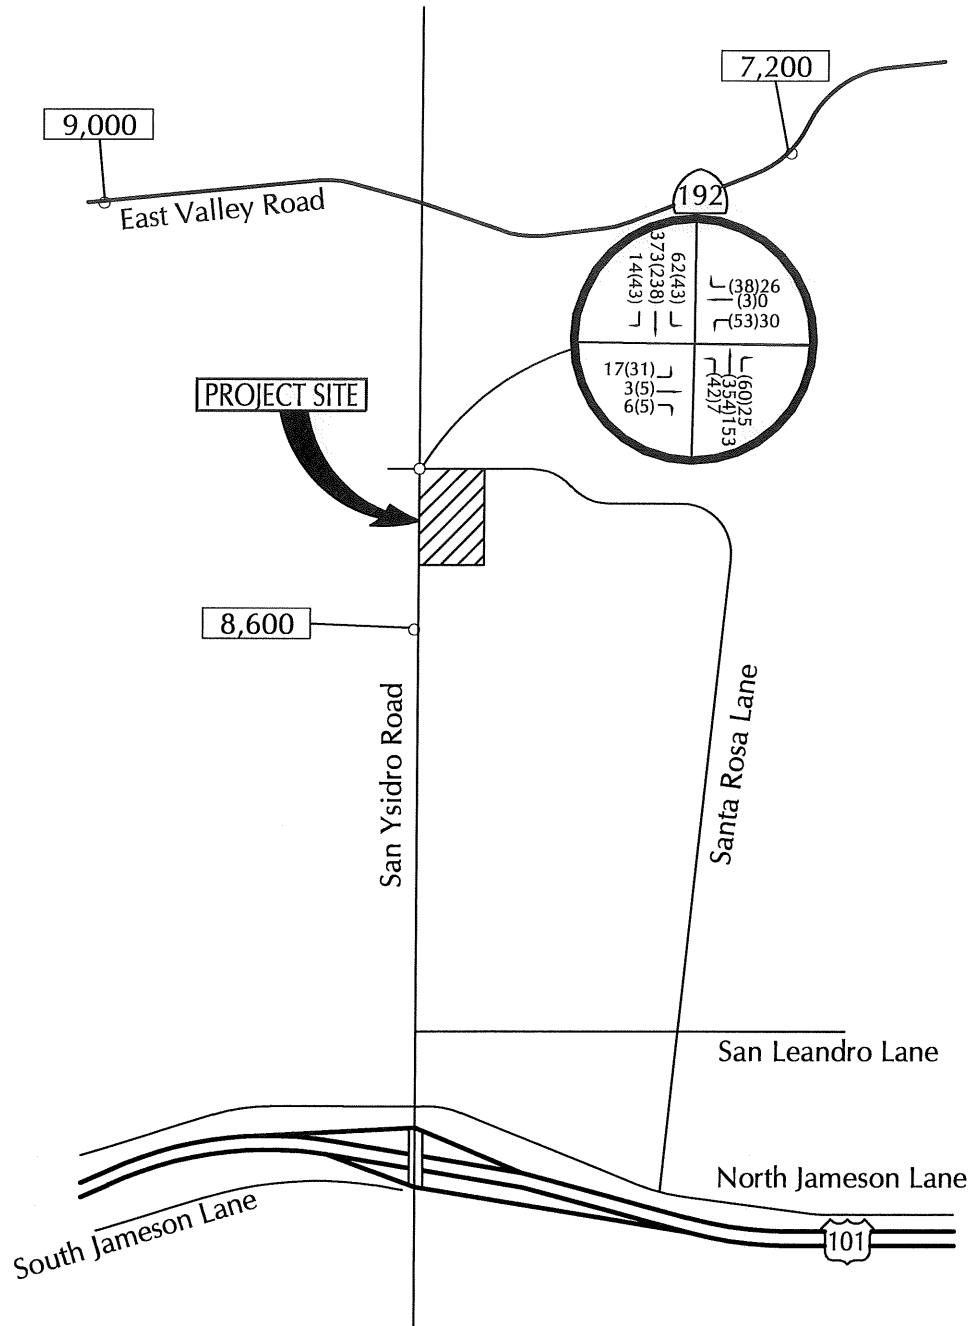 7,200
9,000
192
East Valley Road
62(43)
373(238)
14(43)
(38)26
(3)0
(53)30
17(31)
3(5)
6(5)
(60)25
(354)153
(42)7
PROJECT SITE
8,600
San Ysidro Road
Santa Rosa Lane
San Leandro Lane
North Jameson Lane
South Jameson Lane
101